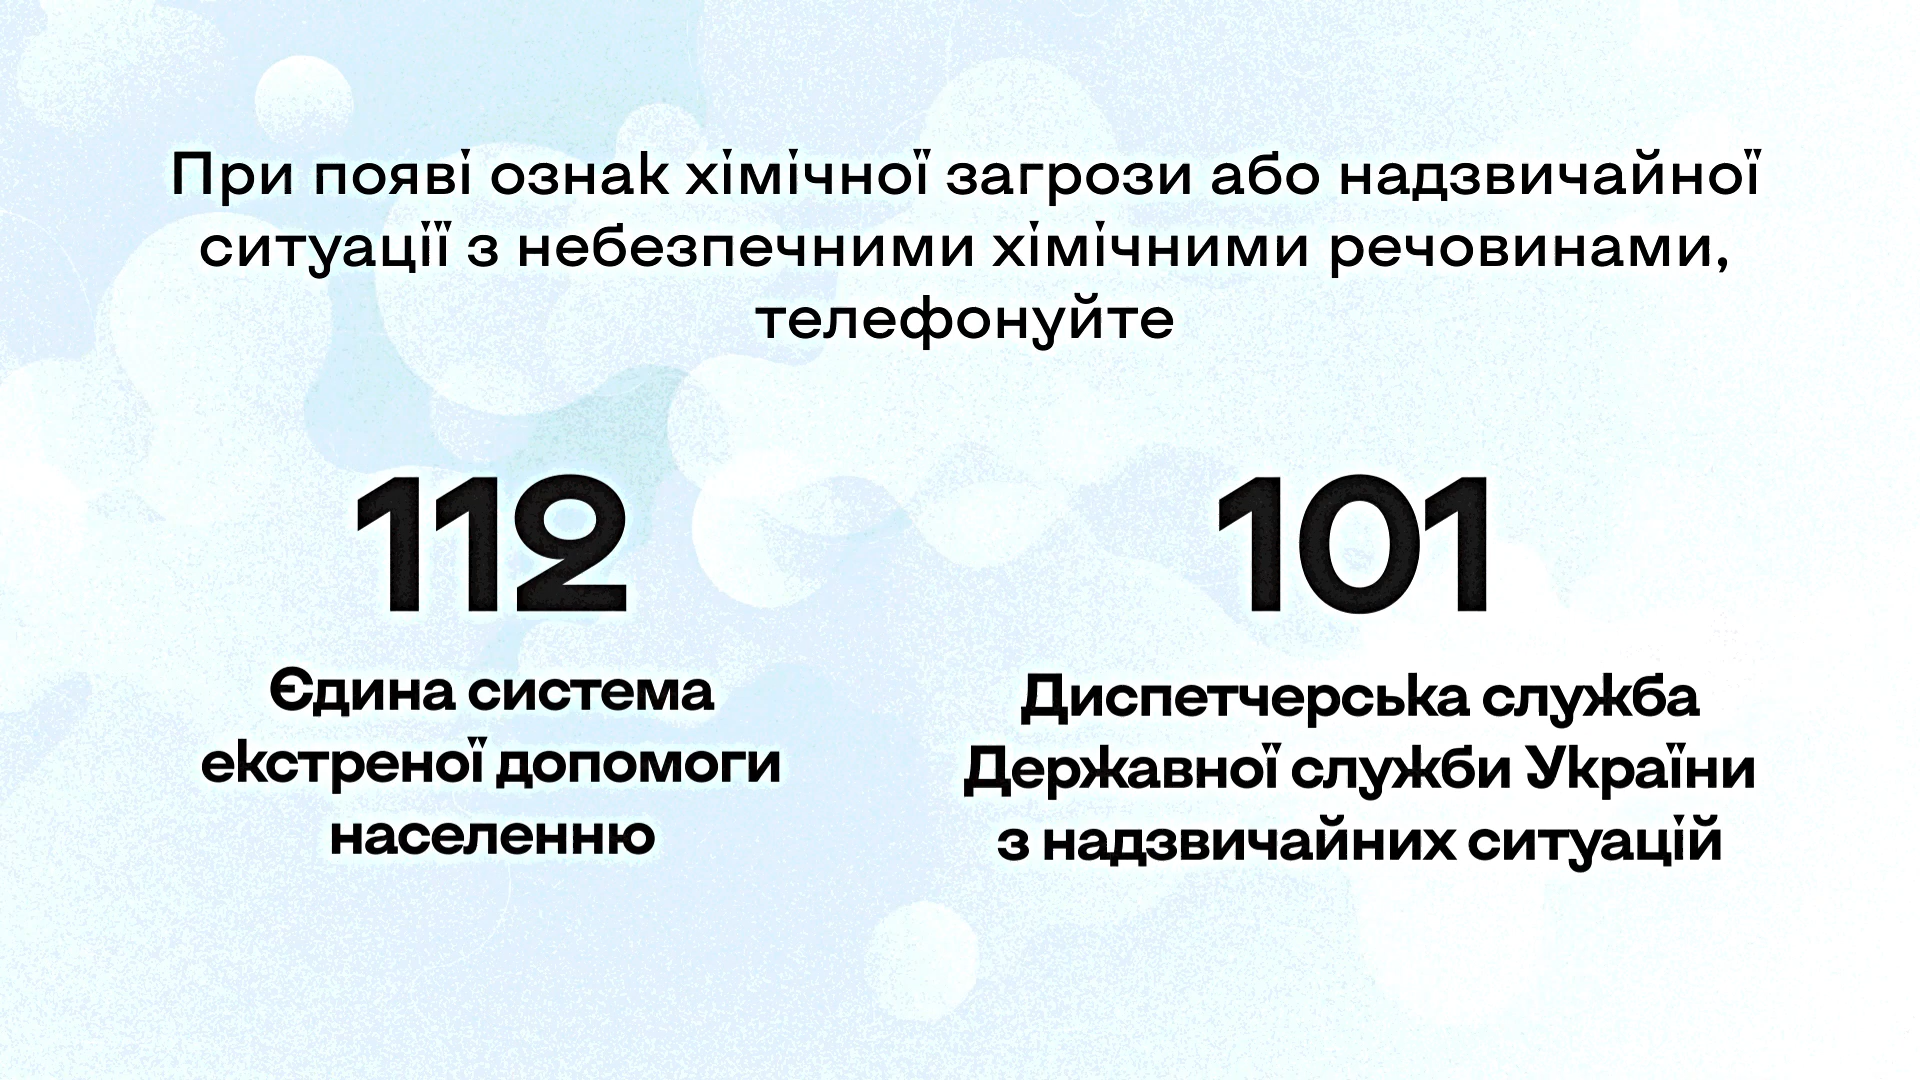 При появі ознак хімічної загрози або надзвичайної
ситуації з небезпечними хімічними речовинами,
телефонуйте
112
Єдина система
екстреної допомоги
населенню
101
Диспетчерська служба
Державної служби України
з надзвичайних ситуацій